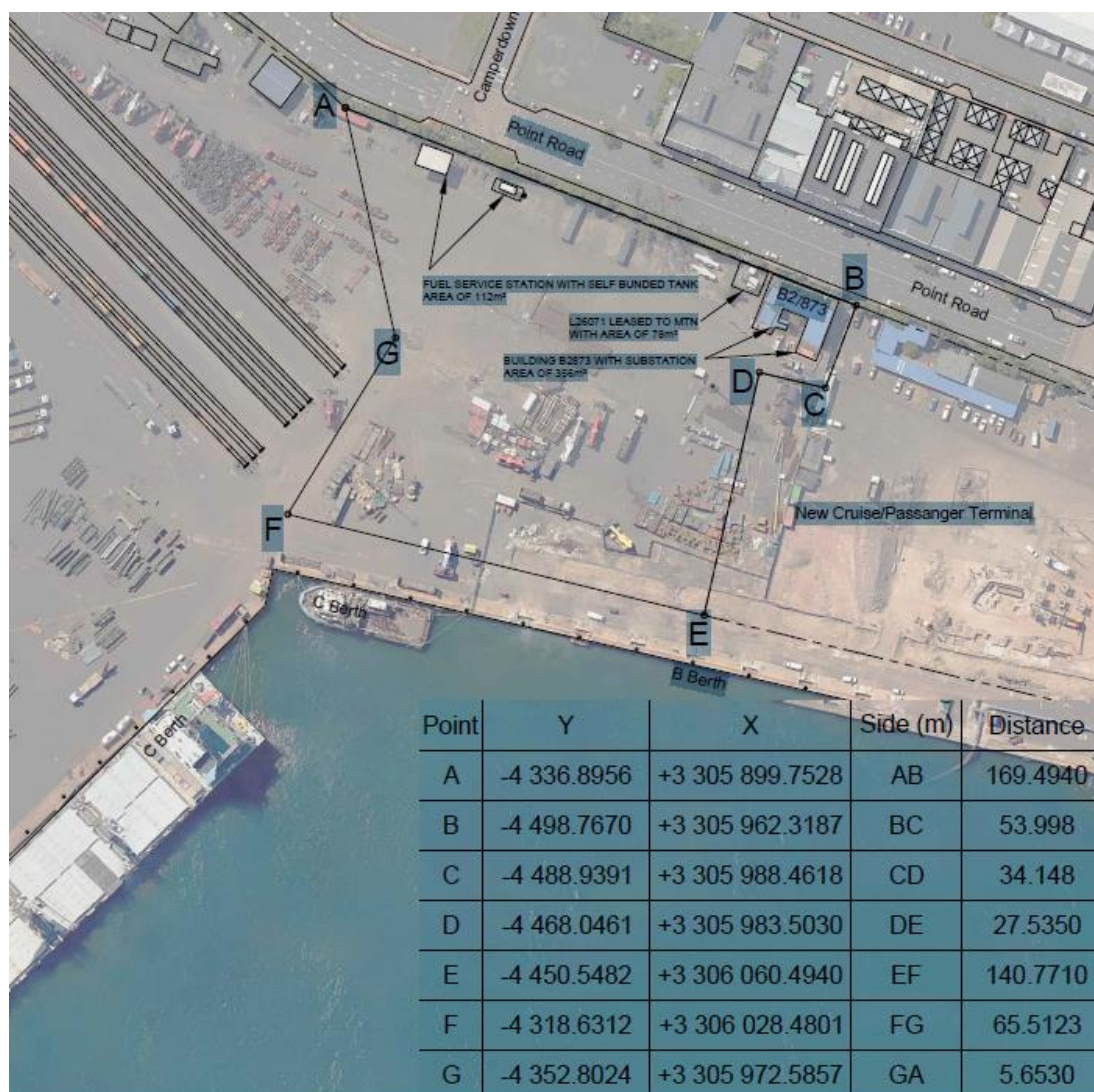 Camperdown
A
Point Road
B
Point Road
FUEL SERVICE STATION WITH SELF BUNDED TANK
AREA OF 112m²
B2/873
L26071 LEASED TO MTN
WITH AREA OF 78m²
G
BUILDING B2873 WITH SUBSTATION
AREA OF 356m²
D
C
F
New Cruise/Passanger Terminal
C Berth
E
B Berth
C Berth
Point Y X Side (m) Distance
A -4 336.8956 +3 305 899.7528 AB 169.4940
B -4 498.7670 +3 305 962.3187 BC 53.998
C -4 488.9391 +3 305 988.4618 CD 34.148
D -4 468.0461 +3 305 983.5030 DE 27.5350
E -4 450.5482 +3 306 060.4940 EF 140.7710
F -4 318.6312 +3 306 028.4801 FG 65.5123
G -4 352.8024 +3 305 972.5857 GA 5.6530